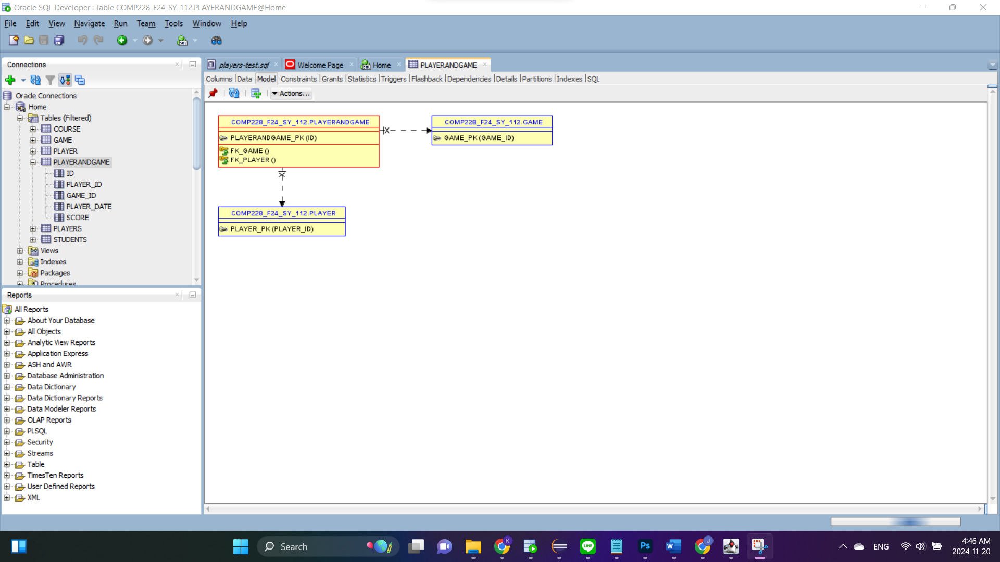 Oracle SQL Developer : Table COMP228_F24_SY_112.PLAYERANDGAME@Home
File Edit View Navigate Run Team Tools Window Help
Connections
Oracle Connections
Home
Tables (Filtered)
COURSE
GAME
PLAYER
PLAYERANDGAME
ID
PLAYER_ID
GAME_ID
PLAYER_DATE
SCORE
PLAYERS
STUDENTS
Views
Indexes
Packages
Procedures
Reports
All Reports
About Your Database
All Objects
Analytic View Reports
Application Express
ASH and AWR
Database Administration
Data Dictionary
Data Dictionary Reports
Data Modeler Reports
OLAP Reports
PLSQL
Security
Streams
Table
TimesTen Reports
User Defined Reports
XML
players-test.sql Welcome Page Home PLAYERANDGAME
Columns Data Model Constraints Grants Statistics Triggers Flashback Dependencies Details Partitions Indexes SQL
Actions...
COMP228_F24_SY_112.PLAYERANDGAME
PLAYERANDGAME_PK (ID)
FK_GAME ()
FK_PLAYER ()
COMP228_F24_SY_112.GAME
GAME_PK (GAME_ID)
COMP228_F24_SY_112.PLAYER
PLAYER_PK (PLAYER_ID)
Search
ENG
4:46 AM
2024-11-20